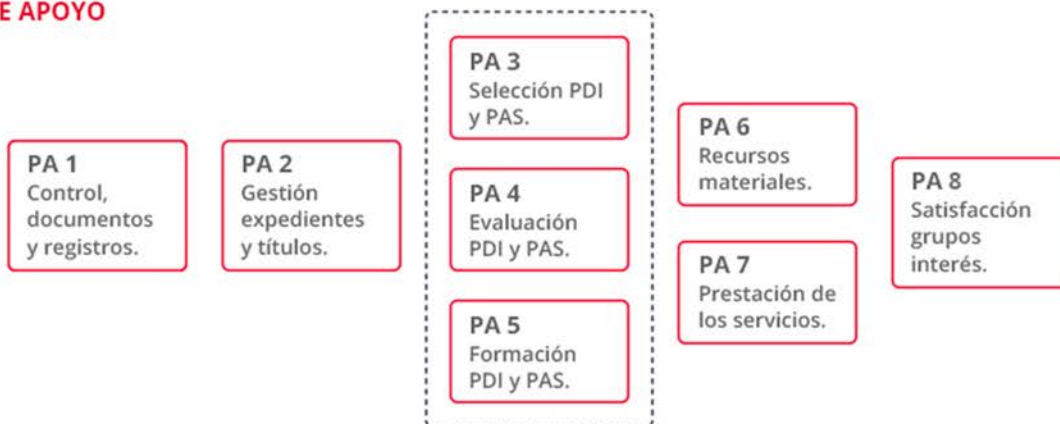 E APOYO
PA 1
Control,
documentos
y registros.
PA 2
Gestión
expedientes
y títulos.
PA 3
Selección PDI
y PAS.
PA 4
Evaluación
PDI y PAS.
PA 5
Formación
PDI y PAS.
PA 6
Recursos
materiales.
PA 7
Prestación de
los servicios.
PA 8
Satisfacción
grupos
interés.